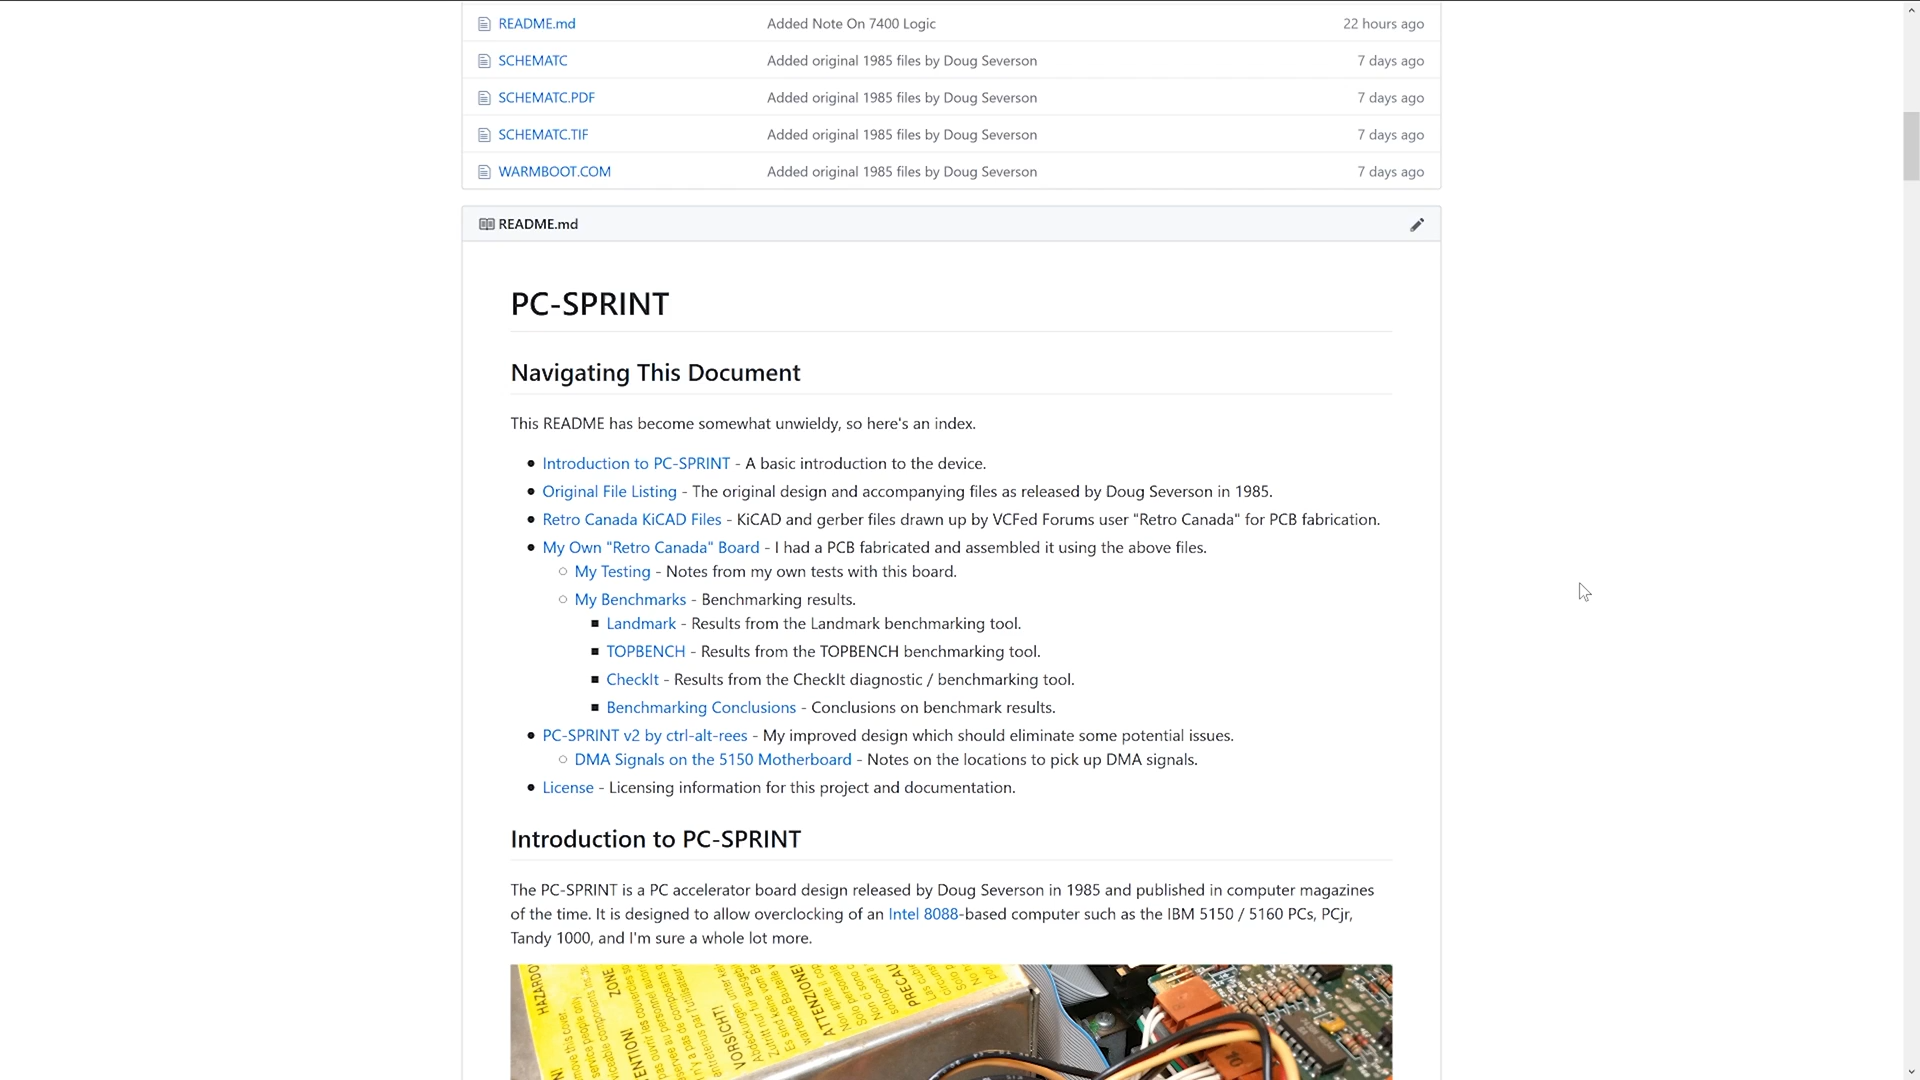 README.md Added Note On 7400 Logic 22 hours ago
SCHEMATC Added original 1985 files by Doug Severson 7 days ago
SCHEMATC.PDF Added original 1985 files by Doug Severson 7 days ago
SCHEMATC.TIF Added original 1985 files by Doug Severson 7 days ago
WARMBOOT.COM Added original 1985 files by Doug Severson 7 days ago
README.md
PC-SPRINT
Navigating This Document
This README has become somewhat unwieldy, so here's an index.
Introduction to PC-SPRINT - A basic introduction to the device.
Original File Listing - The original design and accompanying files as released by Doug Severson in 1985.
Retro Canada KiCAD Files - KiCAD and gerber files drawn up by VCFed Forums user "Retro Canada" for PCB fabrication.
My Own "Retro Canada" Board - I had a PCB fabricated and assembled it using the above files.
My Testing - Notes from my own tests with this board.
My Benchmarks - Benchmarking results.
Landmark - Results from the Landmark benchmarking tool.
TOPBENCH - Results from the TOPBENCH benchmarking tool.
CheckIt - Results from the CheckIt diagnostic / benchmarking tool.
Benchmarking Conclusions - Conclusions on benchmark results.
PC-SPRINT v2 by ctrl-alt-rees - My improved design which should eliminate some potential issues.
DMA Signals on the 5150 Motherboard - Notes on the locations to pick up DMA signals.
License - Licensing information for this project and documentation.
Introduction to PC-SPRINT
The PC-SPRINT is a PC accelerator board design released by Doug Severson in 1985 and published in computer magazines
of the time. It is designed to allow overclocking of an Intel 8088-based computer such as the IBM 5150 / 5160 PCs, PCjr,
Tandy 1000, and I'm sure a whole lot more.
ZONE
VORSICHT!
ATTENZIONE!